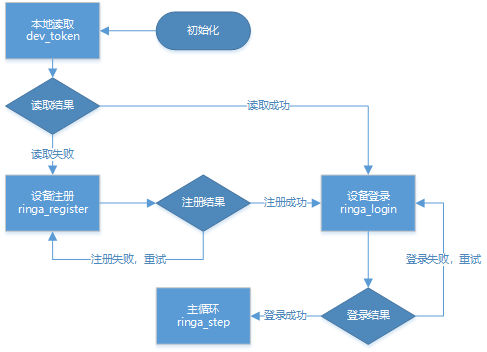 本地读取
dev_token
初始化
读取结果
读取成功
读取失败
设备注册
ringa_register
注册结果
注册成功
设备登录
ringa_login
注册失败，重试
登录失败，重试
主循环
ringa_step
登录成功
登录结果